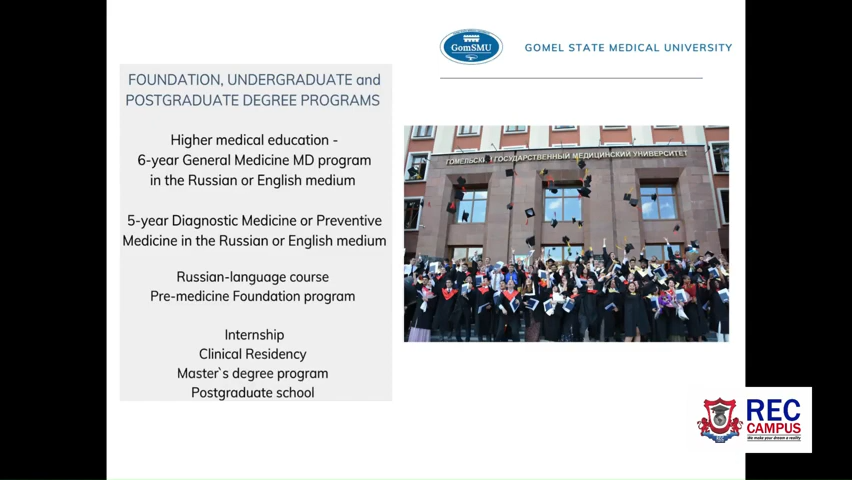 GomSMU
GOMEL STATE MEDICAL UNIVERSITY
FOUNDATION, UNDERGRADUATE and
POSTGRADUATE DEGREE PROGRAMS
Higher medical education -
6-year General Medicine MD program
in the Russian or English medium
5-year Diagnostic Medicine or Preventive
Medicine in the Russian or English medium
Russian-language course
Pre-medicine Foundation program
Internship
Clinical Residency
Master`s degree program
Postgraduate school
ГОМЕЛЬСКИЙ ГОСУДАРСТВЕННЫЙ МЕДИЦИНСКИЙ УНИВЕРСИТЕТ
REC
CAMPUS
We make your dream a reality